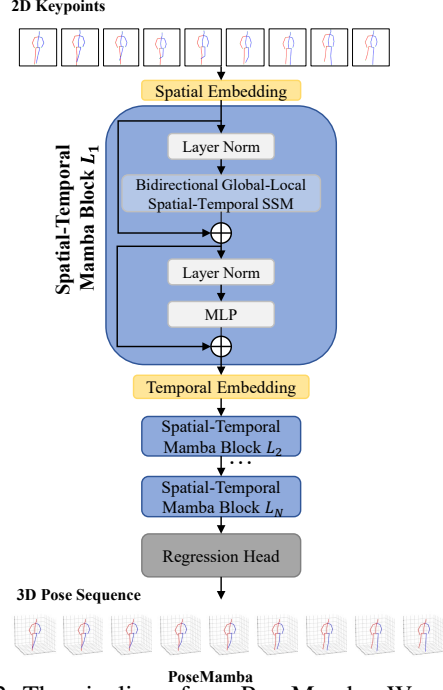 2D Keypoints
Spatial Embedding
Spatial-Temporal
Mamba Block L₁
Layer Norm
Bidirectional Global-Local
Spatial-Temporal SSM
Layer Norm
MLP
Temporal Embedding
Spatial-Temporal
Mamba Block L₂
...
Spatial-Temporal
Mamba Block L_N
Regression Head
3D Pose Sequence
PoseMamba